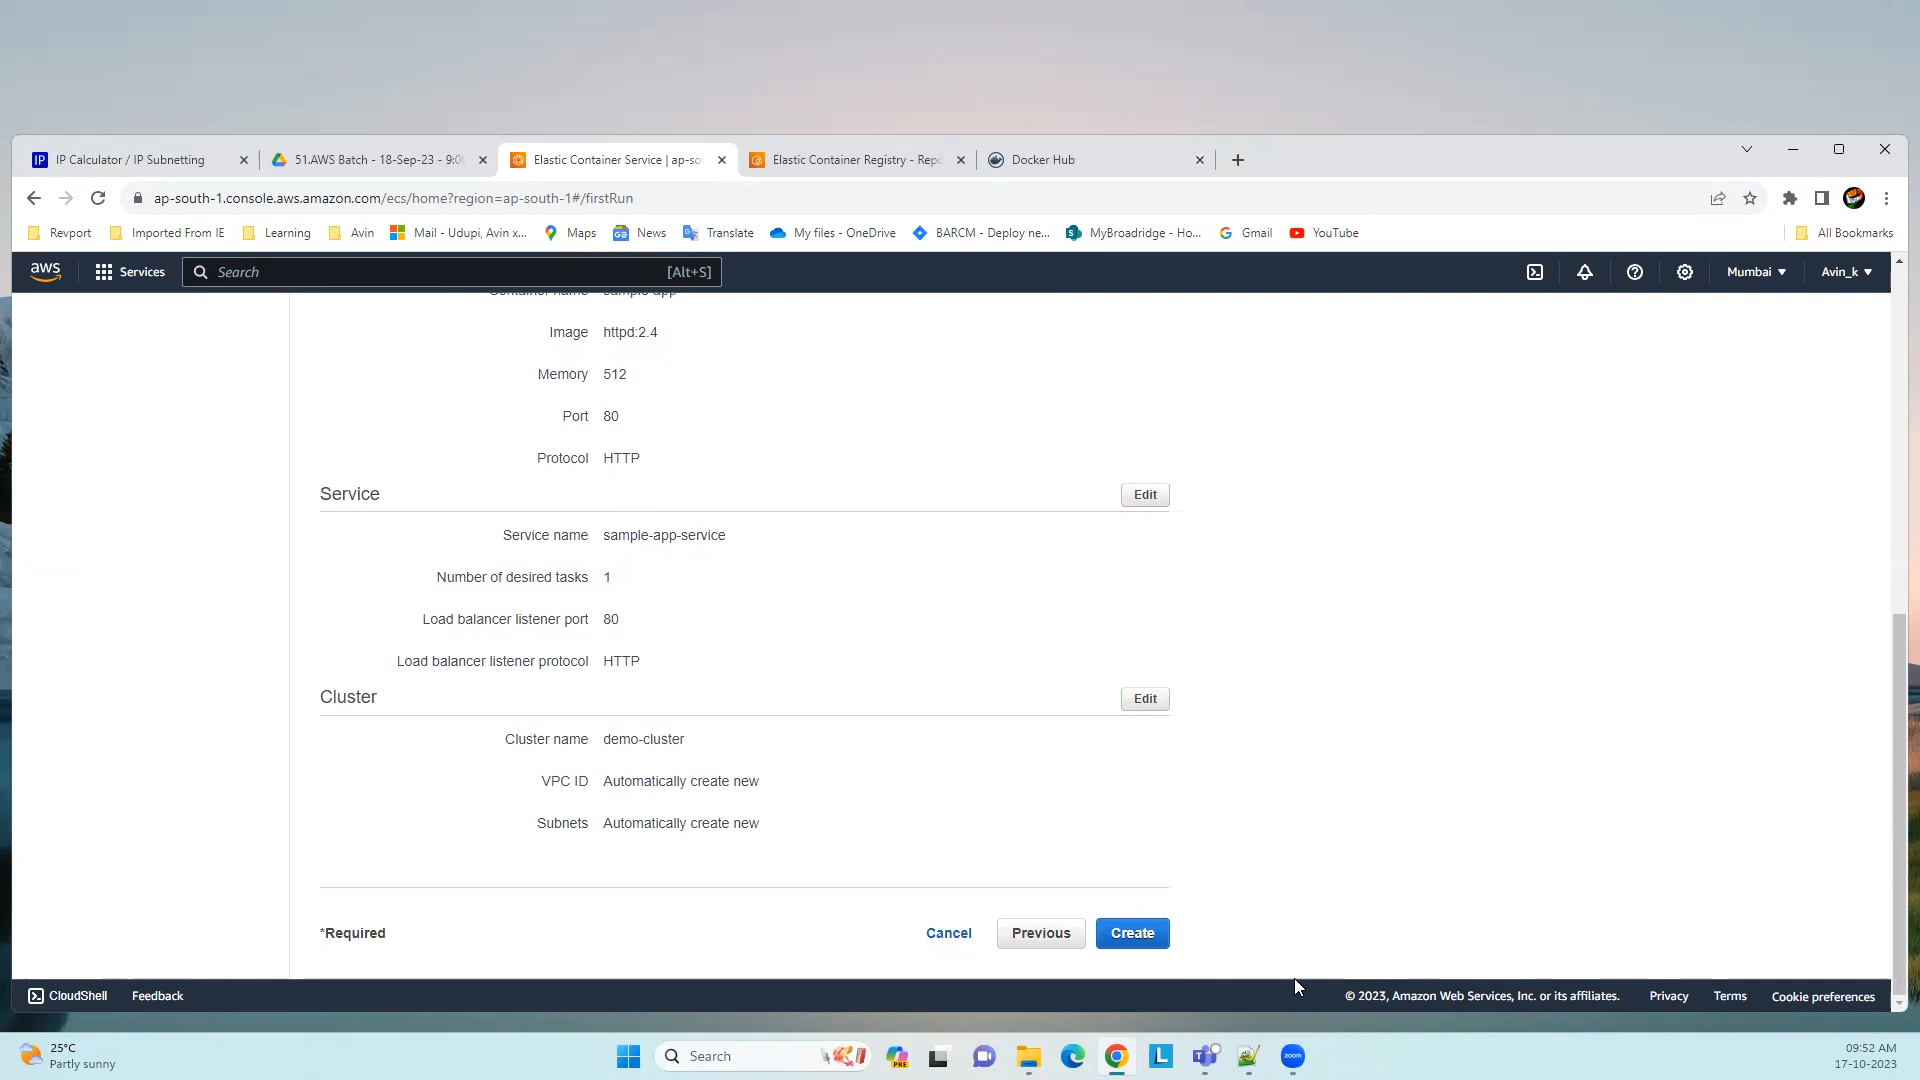 IP IP Calculator / IP Subnetting
51.AWS Batch - 18-Sep-23 - 9:0
Elastic Container Service | ap-so
Elastic Container Registry - Repo
Docker Hub
ap-south-1.console.aws.amazon.com/ecs/home?region=ap-south-1#/firstRun
Revport
Imported From IE
Learning
Avin
Mail - Udupi, Avin x...
Maps
News
Translate
My files - OneDrive
BARCM - Deploy ne...
MyBroadridge - Ho...
Gmail
YouTube
All Bookmarks
aws
Services
Search [Alt+S]
Mumbai
Avin_k
Container name sample-app
Image httpd:2.4
Memory 512
Port 80
Protocol HTTP
Service Edit
Service name sample-app-service
Number of desired tasks 1
Load balancer listener port 80
Load balancer listener protocol HTTP
Cluster Edit
Cluster name demo-cluster
VPC ID Automatically create new
Subnets Automatically create new
*Required Cancel Previous Create
CloudShell Feedback © 2023, Amazon Web Services, Inc. or its affiliates. Privacy Terms Cookie preferences
25°C
Partly sunny
Search
PRE
L
zoom
09:52 AM
17-10-2023